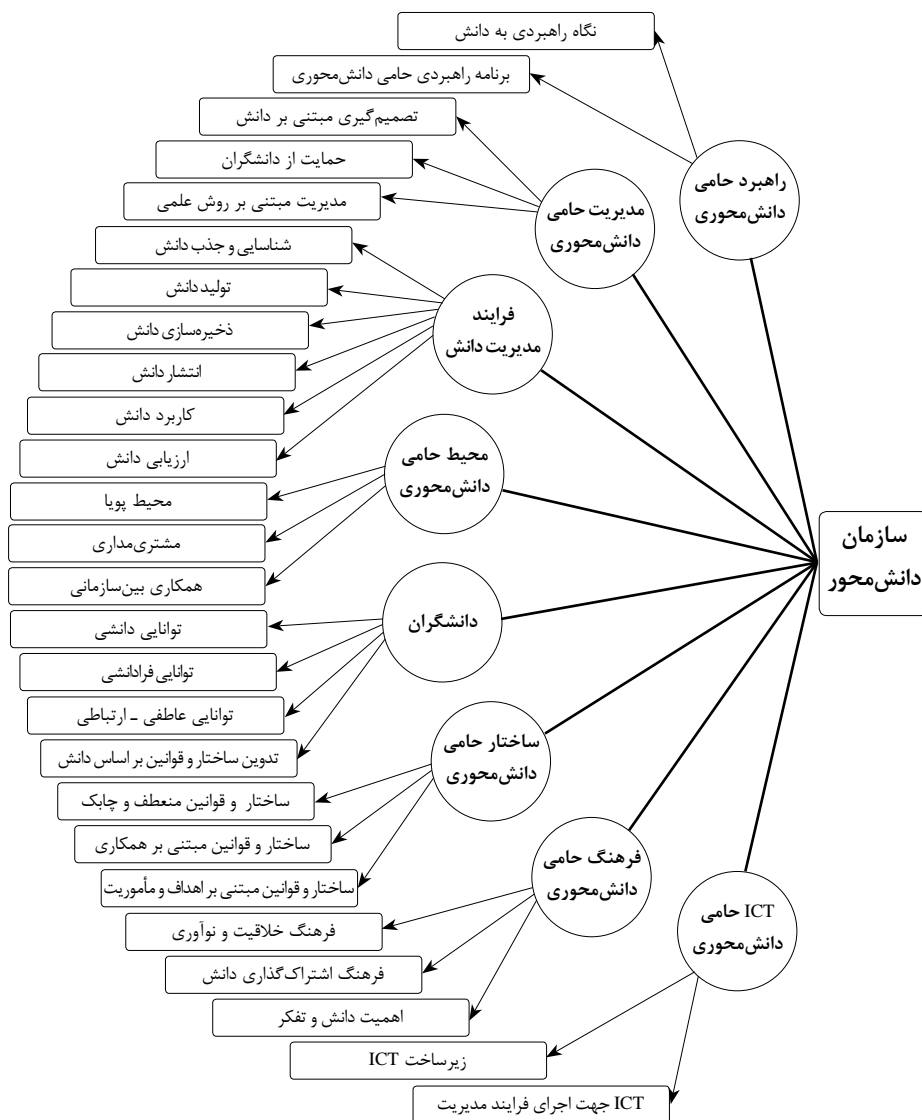 نگاه راهبردی به دانش
برنامه راهبردی حامی دانش‌محوری
تصمیم‌گیری مبتنی بر دانش
حمایت از دانشگران
مدیریت مبتنی بر روش علمی
شناسایی و جذب دانش
تولید دانش
ذخیره‌سازی دانش
انتشار دانش
کاربرد دانش
ارزیابی دانش
محیط پویا
مشتری‌مداری
همکاری بین‌سازمانی
توانایی دانشی
توانایی فرادانشی
توانایی عاطفی ـ ارتباطی
تدوین ساختار و قوانین بر اساس دانش
ساختار و قوانین منعطف و چابک
ساختار و قوانین مبتنی بر همکاری
ساختار و قوانین مبتنی بر اهداف و مأموریت
فرهنگ خلاقیت و نوآوری
فرهنگ اشتراک‌گذاری دانش
اهمیت دانش و تفکر
زیرساخت ICT
ICT جهت اجرای فرایند مدیریت
راهبرد حامی
دانش‌محوری
مدیریت حامی
دانش‌محوری
فرایند
مدیریت دانش
محیط حامی
دانش‌محوری
دانشگران
ساختار حامی
دانش‌محوری
فرهنگ حامی
دانش‌محوری
ICT حامی
دانش‌محوری
سازمان
دانش‌محور